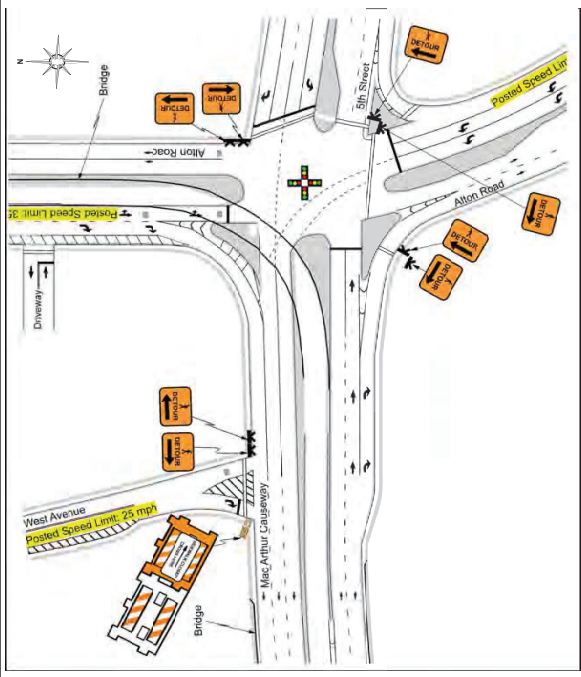 N
Bridge
DETOUR
DETOUR
DETOUR
5th Street
Posted Speed Lim
Alton Road
Posted Speed Limit: 35
Alton Road
DETOUR
DETOUR
DETOUR
Driveway
DETOUR
DETOUR
West Avenue
Posted Speed Limit: 25 mph
Mac Arthur Causeway
Bridge